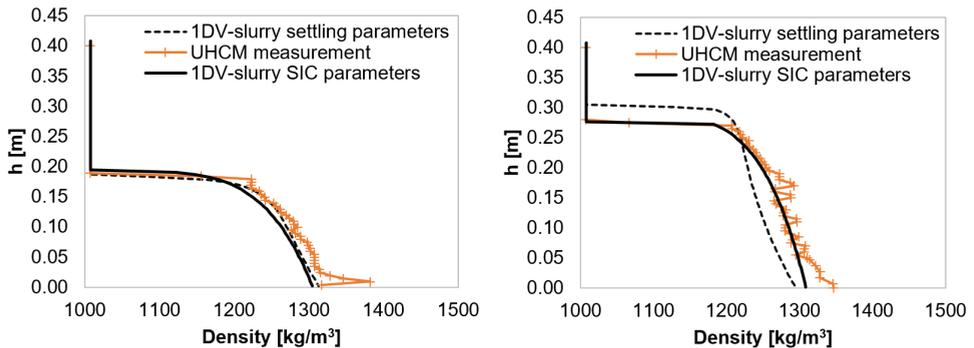 0.45
1DV-slurry settling parameters
0.40
UHCM measurement
0.35
1DV-slurry SIC parameters
0.30
0.25
0.20
0.15
0.10
0.05
0.00
h [m]
1000 1100 1200 1300 1400 1500
Density [kg/m³]
0.45
1DV-slurry settling parameters
0.40
UHCM measurement
0.35
1DV-slurry SIC parameters
0.30
0.25
0.20
0.15
0.10
0.05
0.00
h [m]
1000 1100 1200 1300 1400 1500
Density [kg/m³]